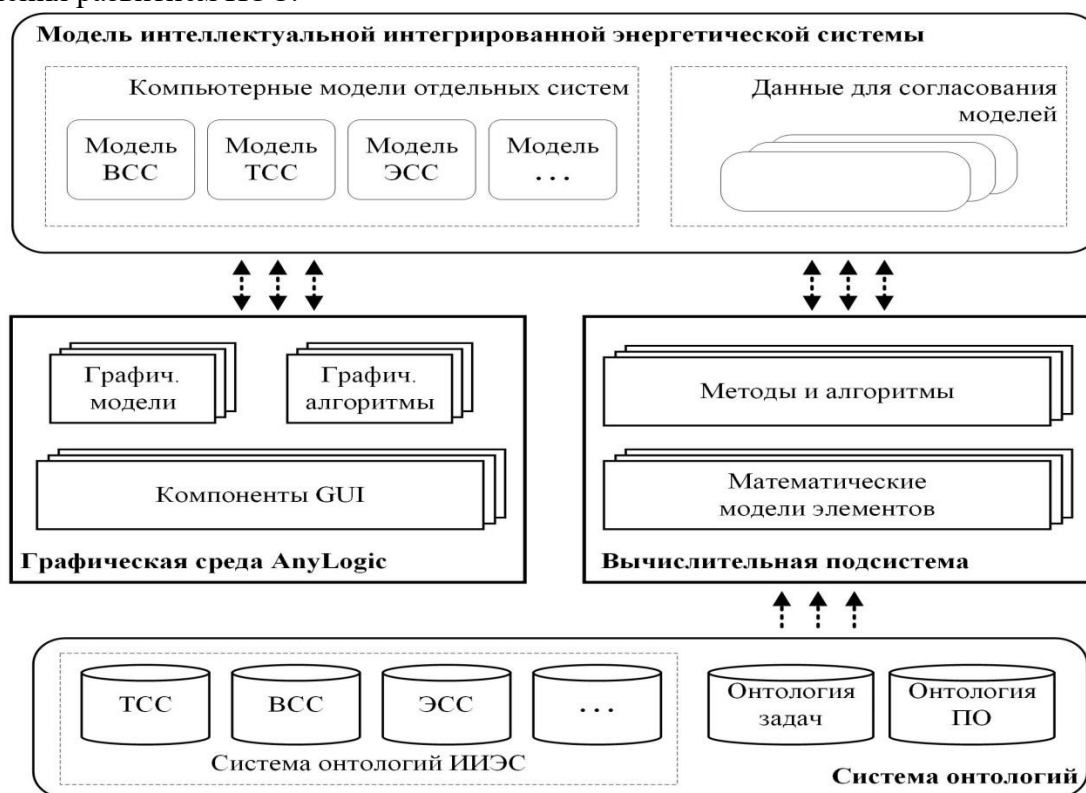 Модель интеллектуальной интегрированной энергетической системы
Компьютерные модели отдельных систем
Модель
ВСС
Модель
ТСС
Модель
ЭСС
Модель
. . .
Данные для согласования
моделей
Графич.
модели
Графич.
алгоритмы
Компоненты GUI
Графическая среда AnyLogic
Методы и алгоритмы
Математические
модели элементов
Вычислительная подсистема
ТСС
ВСС
ЭСС
. . .
Система онтологий ИИЭС
Онтология
задач
Онтология
ПО
Система онтологий